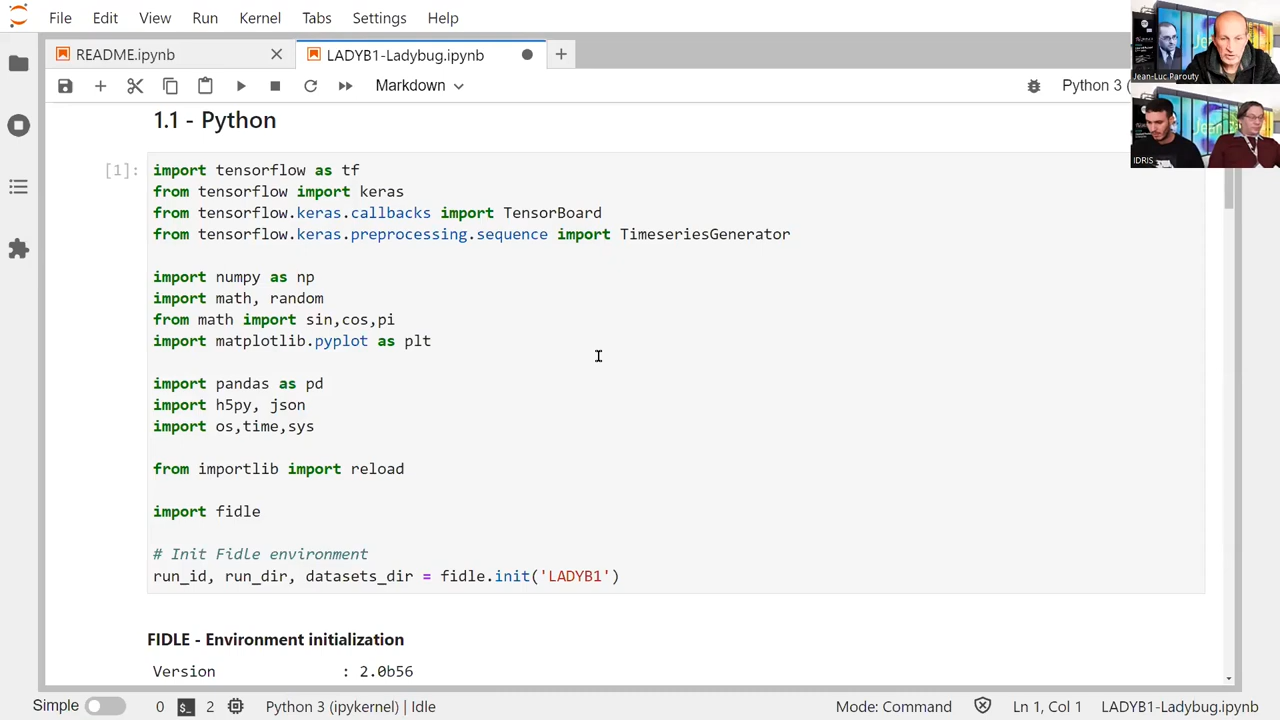 File Edit View Run Kernel Tabs Settings Help
README.ipynb
LADYB1-Ladybug.ipynb
Markdown
Python 3 (
Jean-Luc Parouty
IDRIS
1.1 - Python
[1]:
import tensorflow as tf
from tensorflow import keras
from tensorflow.keras.callbacks import TensorBoard
from tensorflow.keras.preprocessing.sequence import TimeseriesGenerator
import numpy as np
import math, random
from math import sin,cos,pi
import matplotlib.pyplot as plt
import pandas as pd
import h5py, json
import os,time,sys
from importlib import reload
import fidle
# Init Fidle environment
run_id, run_dir, datasets_dir = fidle.init('LADYB1')
FIDLE - Environment initialization
Version : 2.0b56
Simple 0 2 Python 3 (ipykernel) | Idle Mode: Command Ln 1, Col 1 LADYB1-Ladybug.ipynb